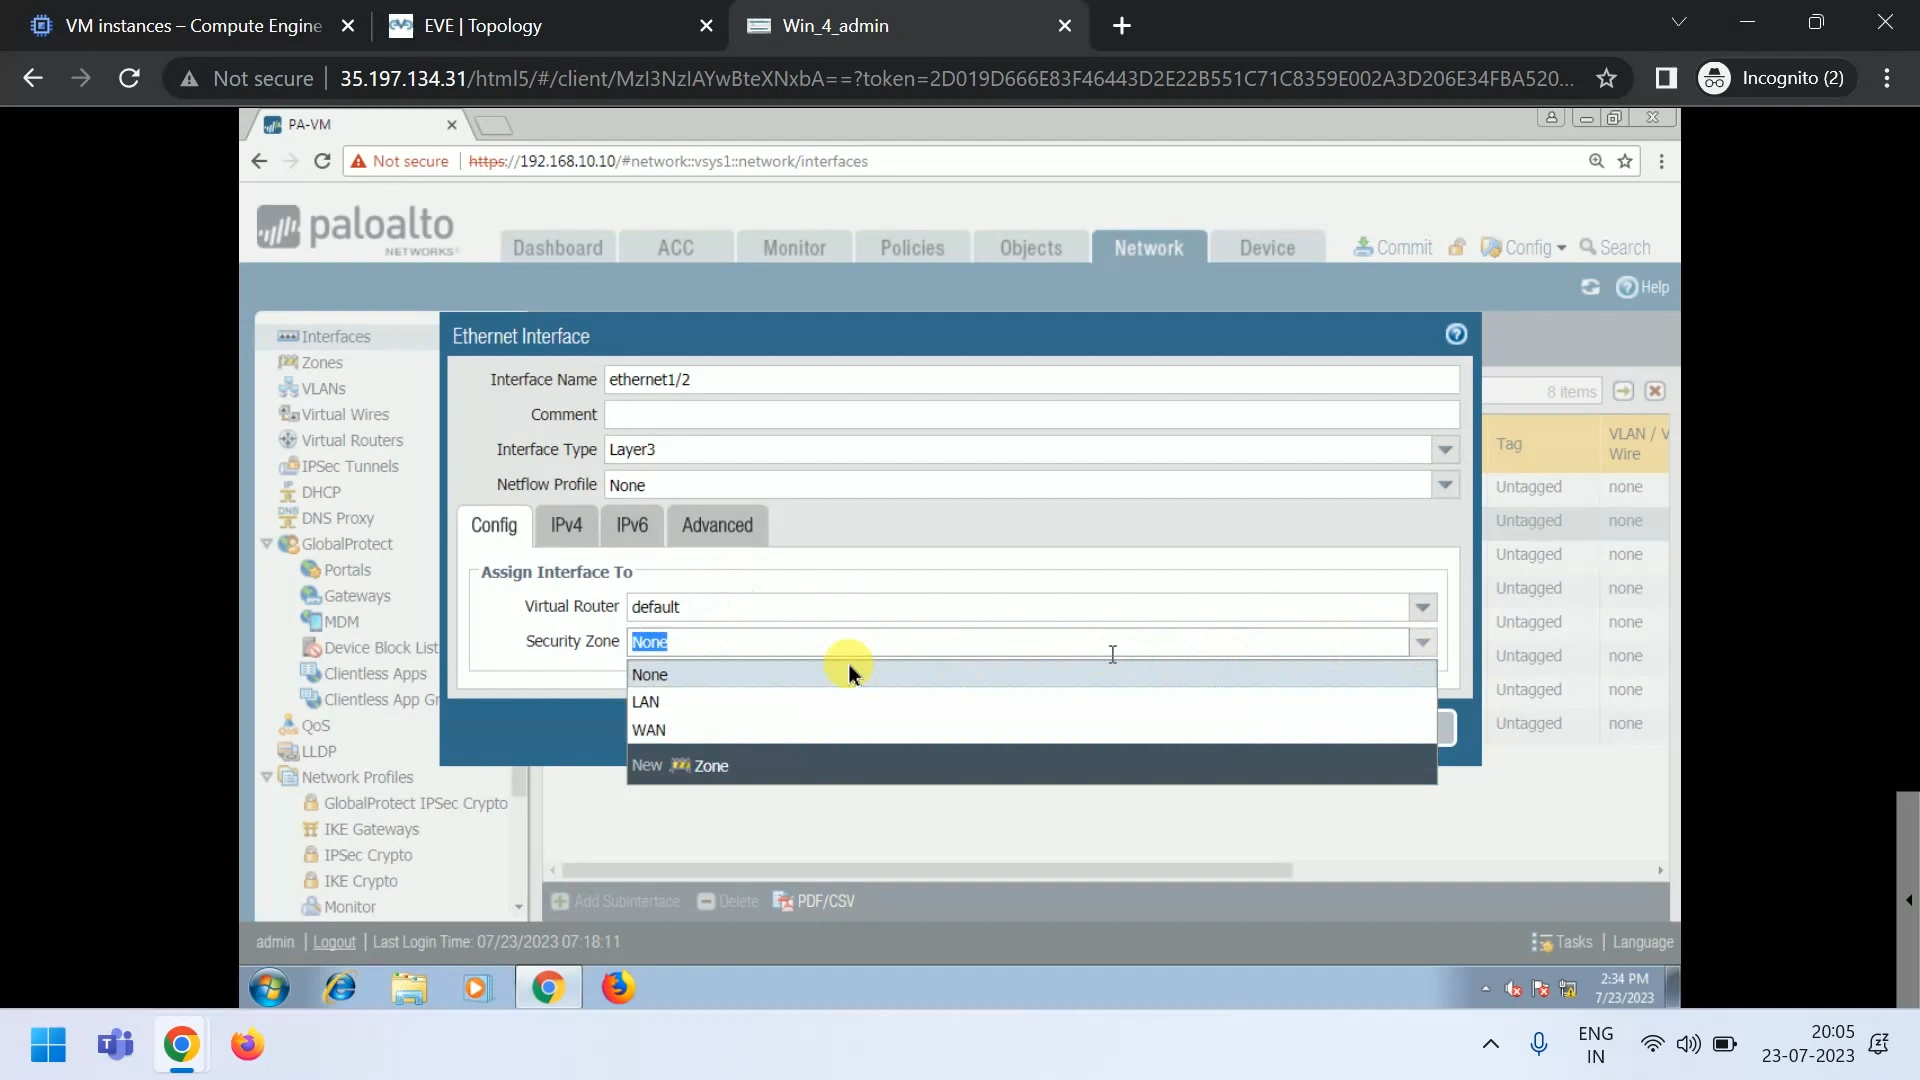 VM instances – Compute Engine
EVE | Topology
Win_4_admin
Not secure
35.197.134.31/html5/#/client/MzI3NzIAYwBteXNxbA==?token=2D019D666E83F46443D2E22B551C71C8359E002A3D206E34FBA520...
Incognito (2)
PA-VM
Not secure
https://192.168.10.10/#network::vsys1::network/interfaces
paloalto
NETWORKS
Dashboard
ACC
Monitor
Policies
Objects
Network
Device
Commit
Config
Search
Help
Interfaces
Zones
VLANs
Virtual Wires
Virtual Routers
IPSec Tunnels
DHCP
DNS Proxy
GlobalProtect
Portals
Gateways
MDM
Device Block List
Clientless Apps
Clientless App Gr
QoS
LLDP
Network Profiles
GlobalProtect IPSec Crypto
IKE Gateways
IPSec Crypto
IKE Crypto
Monitor
Ethernet Interface
Interface Name ethernet1/2
Comment
Interface Type Layer3
Netflow Profile None
Config
IPv4
IPv6
Advanced
Assign Interface To
Virtual Router default
Security Zone None
None
LAN
WAN
New Zone
8 items
Tag
VLAN / V
Wire
Untagged none
Untagged none
Untagged none
Untagged none
Untagged none
Untagged none
Untagged none
Untagged none
Add Subinterface
Delete
PDF/CSV
admin | Logout | Last Login Time: 07/23/2023 07:18:11
Tasks | Language
2:34 PM
7/23/2023
ENG
IN
20:05
23-07-2023